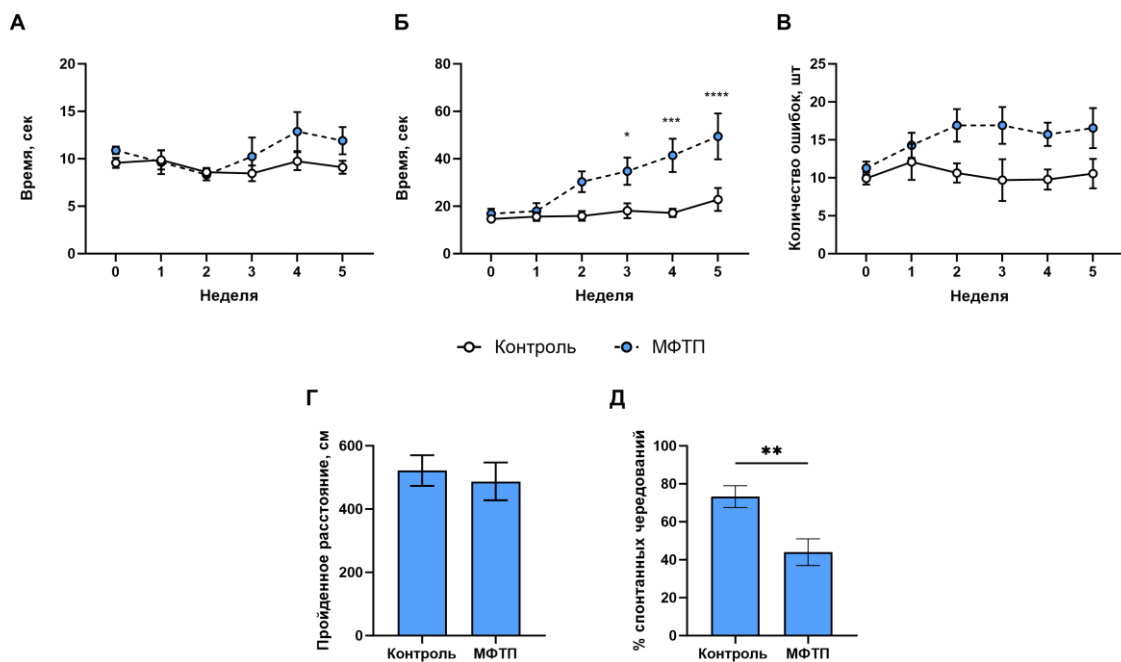 А
Б
В
Время, сек
20
15
10
5
0
0 1 2 3 4 5
Неделя
Время, сек
80
60
40
20
0
* *** ****
0 1 2 3 4 5
Неделя
Количество ошибок, шт
25
20
15
10
5
0
0 1 2 3 4 5
Неделя
Контроль МФТП
Г
Д
Пройденное расстояние, см
600
400
200
0
Контроль МФТП
% спонтанных чередований
100
80
60
40
20
0
**
Контроль МФТП